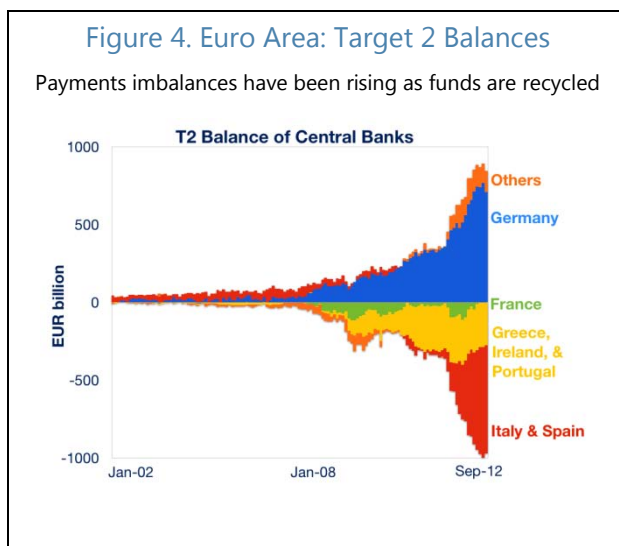 Figure 4. Euro Area: Target 2 Balances
Payments imbalances have been rising as funds are recycled
T2 Balance of Central Banks
1000
Others
500
Germany
0
France
EUR billion
Greece,
Ireland, &
Portugal
-500
Italy & Spain
-1000
Jan-02
Jan-08
Sep-12